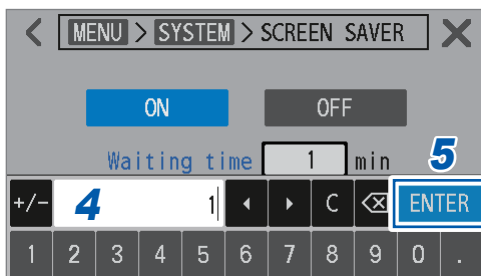 < MENU > SYSTEM > SCREEN SAVER X
ON OFF
Waiting time 1 min 5
+/- 4 1 C ENTER
1 2 3 4 5 6 7 8 9 0 .